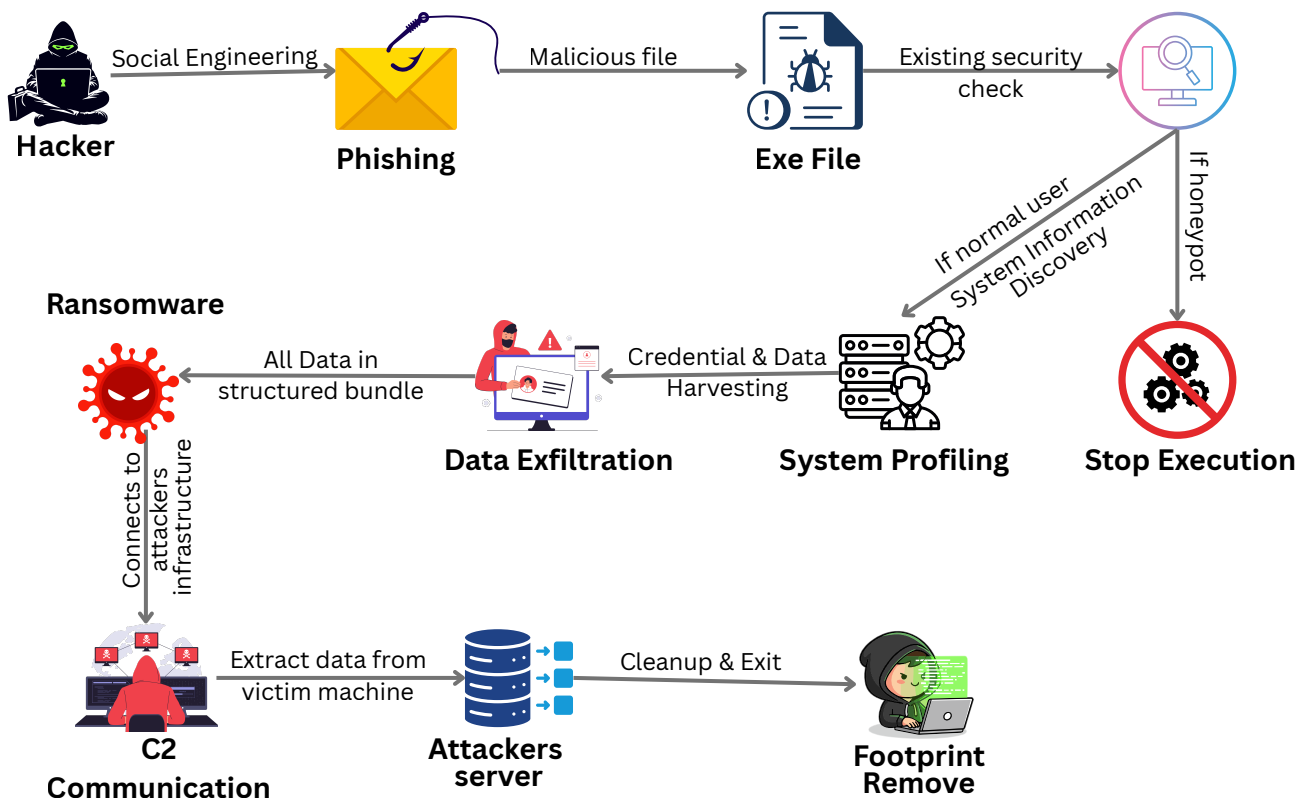 Social Engineering
Hacker
Phishing
Malicious file
Exe File
Existing security
check
If normal user
System Information
Discovery
If honeypot
Stop Execution
System Profiling
Credential & Data
Harvesting
Data Exfiltration
All Data in
structured bundle
Ransomware
Connects to
attackers
infrastructure
C2
Communication
Extract data from
victim machine
Attackers
server
Cleanup & Exit
Footprint
Remove